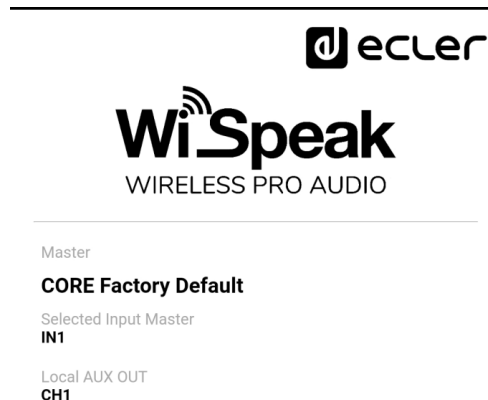 ecler
WiSpeak
WIRELESS PRO AUDIO
Master
CORE Factory Default
Selected Input Master
IN1
Local AUX OUT
CH1